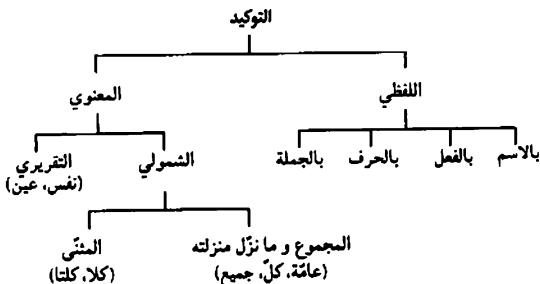 التوكيد
اللفظي
المعنوي
بالاسم
بالفعل
بالحرف
بالجملة
الشمولي
التقريري
(نفس، عين)
المجموع و ما نزّل منزلته
(عامّة، كلّ، جميع)
المثنّى
(كلا، كلتا)